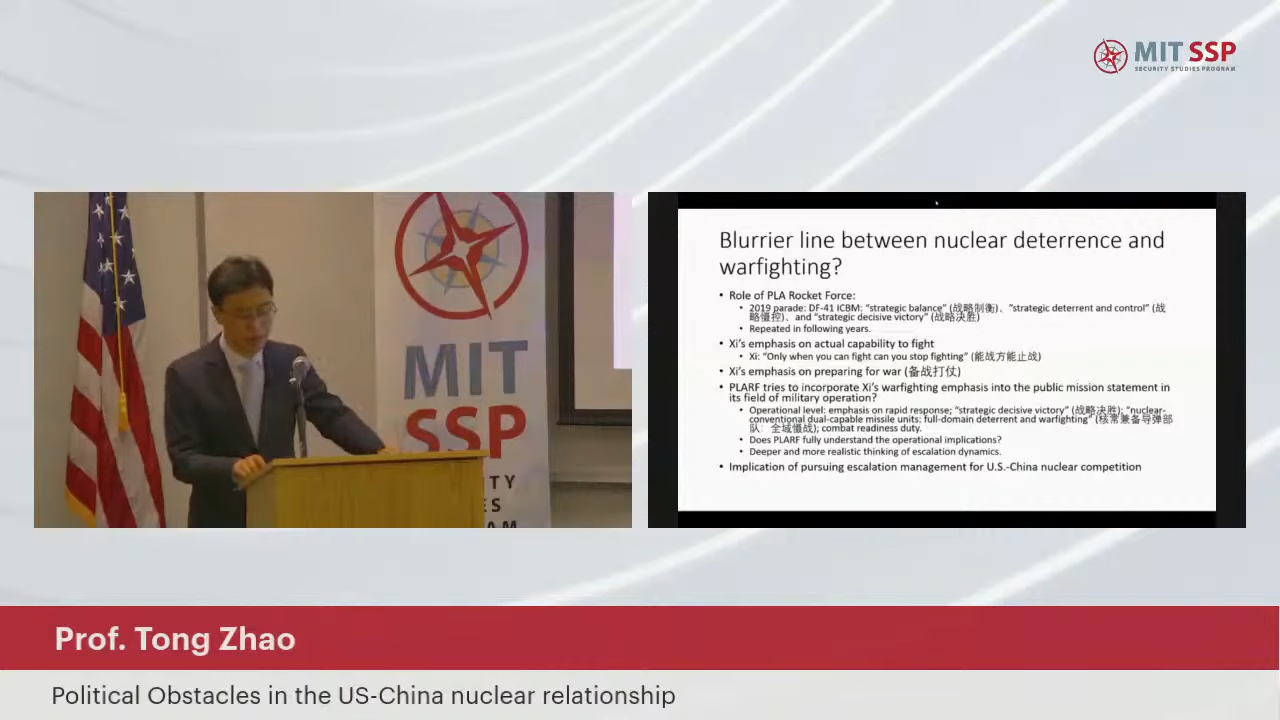 MIT SSP
SECURITY STUDIES PROGRAM
MIT
SSP
TY
ES
AM
Blurrier line between nuclear deterrence and
warfighting?
• Role of PLA Rocket Force:
• 2019 parade: DF-41 ICBM: “strategic balance” (战略制衡)、“strategic deterrent and control” (战
略慑控)、and “strategic decisive victory” (战略决胜)
• Repeated in following years.
• Xi’s emphasis on actual capability to fight
• Xi: “Only when you can fight can you stop fighting” (能战方能止战)
• Xi’s emphasis on preparing for war (备战打仗)
• PLARF tries to incorporate Xi’s warfighting emphasis into the public mission statement in
its field of military operation?
• Operational level: emphasis on rapid response; “strategic decisive victory” (战略决胜); “nuclear-
conventional dual-capable missile units: full-domain deterrent and warfighting” (核常兼备导弹部
队： 全域慑战); combat readiness duty.
• Does PLARF fully understand the operational implications?
• Deeper and more realistic thinking of escalation dynamics.
• Implication of pursuing escalation management for U.S.-China nuclear competition
Prof. Tong Zhao
Political Obstacles in the US-China nuclear relationship